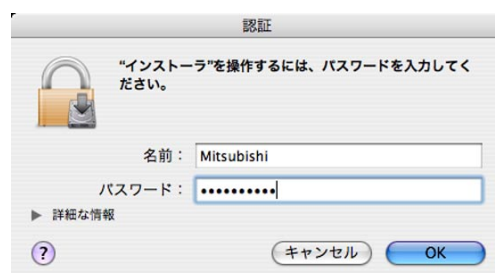 認証
“インストーラ”を操作するには、パスワードを入力してく
ださい。
名前： Mitsubishi
パスワード： ••••••••••
▶ 詳細な情報
? キャンセル OK